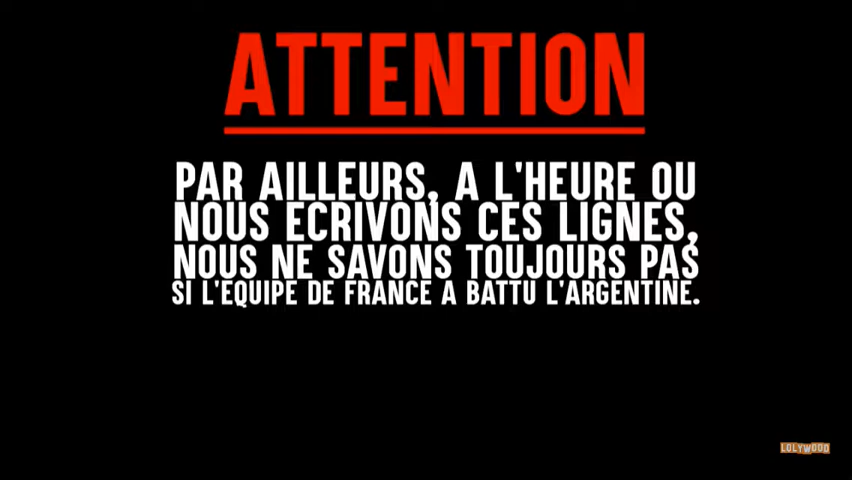 ATTENTION
PAR AILLEURS, A L'HEURE OU
NOUS ECRIVONS CES LIGNES,
NOUS NE SAVONS TOUJOURS PAS
SI L'EQUIPE DE FRANCE A BATTU L'ARGENTINE.
LOLYWOOD